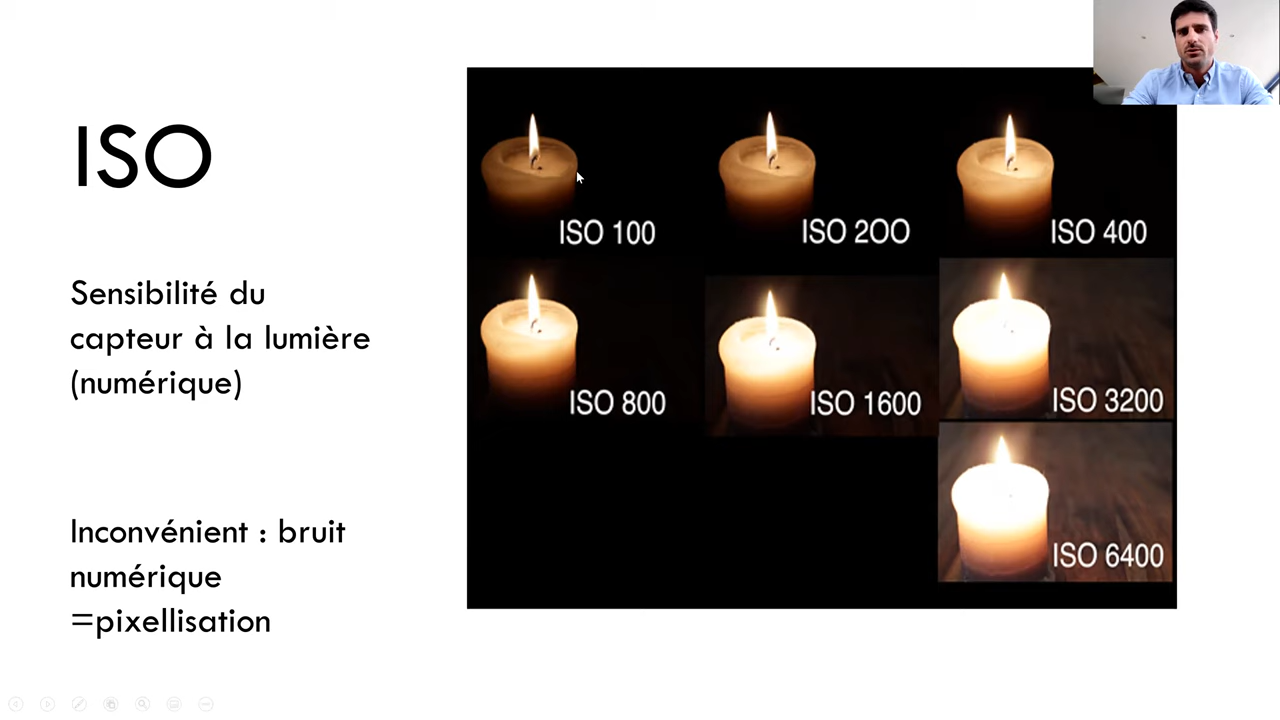 ISO
Sensibilité du
capteur à la lumière
(numérique)
Inconvénient : bruit
numérique
=pixellisation
ISO 100
ISO 2OO
ISO 400
ISO 800
ISO 1600
ISO 3200
ISO 6400